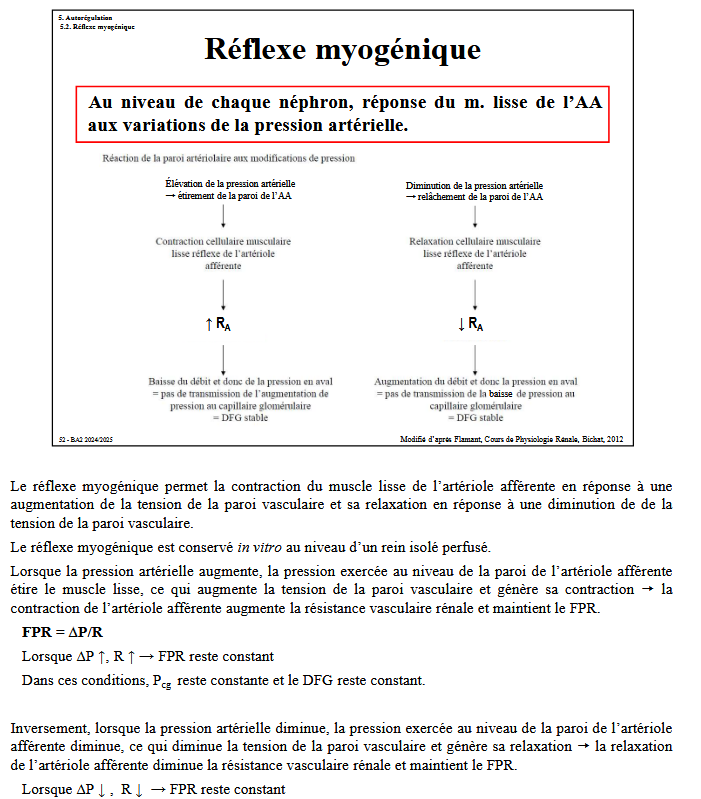 5. Autorégulation
5.2. Réflexe myogénique
Réflexe myogénique
Au niveau de chaque néphron, réponse du m. lisse de l'AA
aux variations de la pression artérielle.
Réaction de la paroi artériolaire aux modifications de pression
Élévation de la pression artérielle
→ étirement de la paroi de l'AA
Contraction cellulaire musculaire
lisse réflexe de l'artériole
afférente
↑ RA
Baisse du débit et donc de la pression en aval
= pas de transmission de l'augmentation de
pression au capillaire glomérulaire
= DFG stable
Diminution de la pression artérielle
→ relâchement de la paroi de l'AA
Relaxation cellulaire musculaire
lisse réflexe de l'artériole
afférente
↓ RA
Augmentation du débit et donc de la pression en aval
= pas de transmission de la baisse de pression au
capillaire glomérulaire
= DFG stable
52 - BA2 2024/2025
Modifié d'après Flamant, Cours de Physiologie Rénale, Bichat, 2012
Le réflexe myogénique permet la contraction du muscle lisse de l'artériole afférente en réponse à une
augmentation de la tension de la paroi vasculaire et sa relaxation en réponse à une diminution de de la
tension de la paroi vasculaire.
Le réflexe myogénique est conservé in vitro au niveau d'un rein isolé perfusé.
Lorsque la pression artérielle augmente, la pression exercée au niveau de la paroi de l'artériole afférente
étire le muscle lisse, ce qui augmente la tension de la paroi vasculaire et génère sa contraction → la
contraction de l'artériole afférente augmente la résistance vasculaire rénale et maintient le FPR.
FPR = ΔP/R
Lorsque ΔP ↑, R ↑ → FPR reste constant
Dans ces conditions, Pcg reste constante et le DFG reste constant.
Inversement, lorsque la pression artérielle diminue, la pression exercée au niveau de la paroi de l'artériole
afférente diminue, ce qui diminue la tension de la paroi vasculaire et génère sa relaxation → la relaxation
de l'artériole afférente diminue la résistance vasculaire rénale et maintient le FPR.
Lorsque ΔP ↓ , R ↓ → FPR reste constant